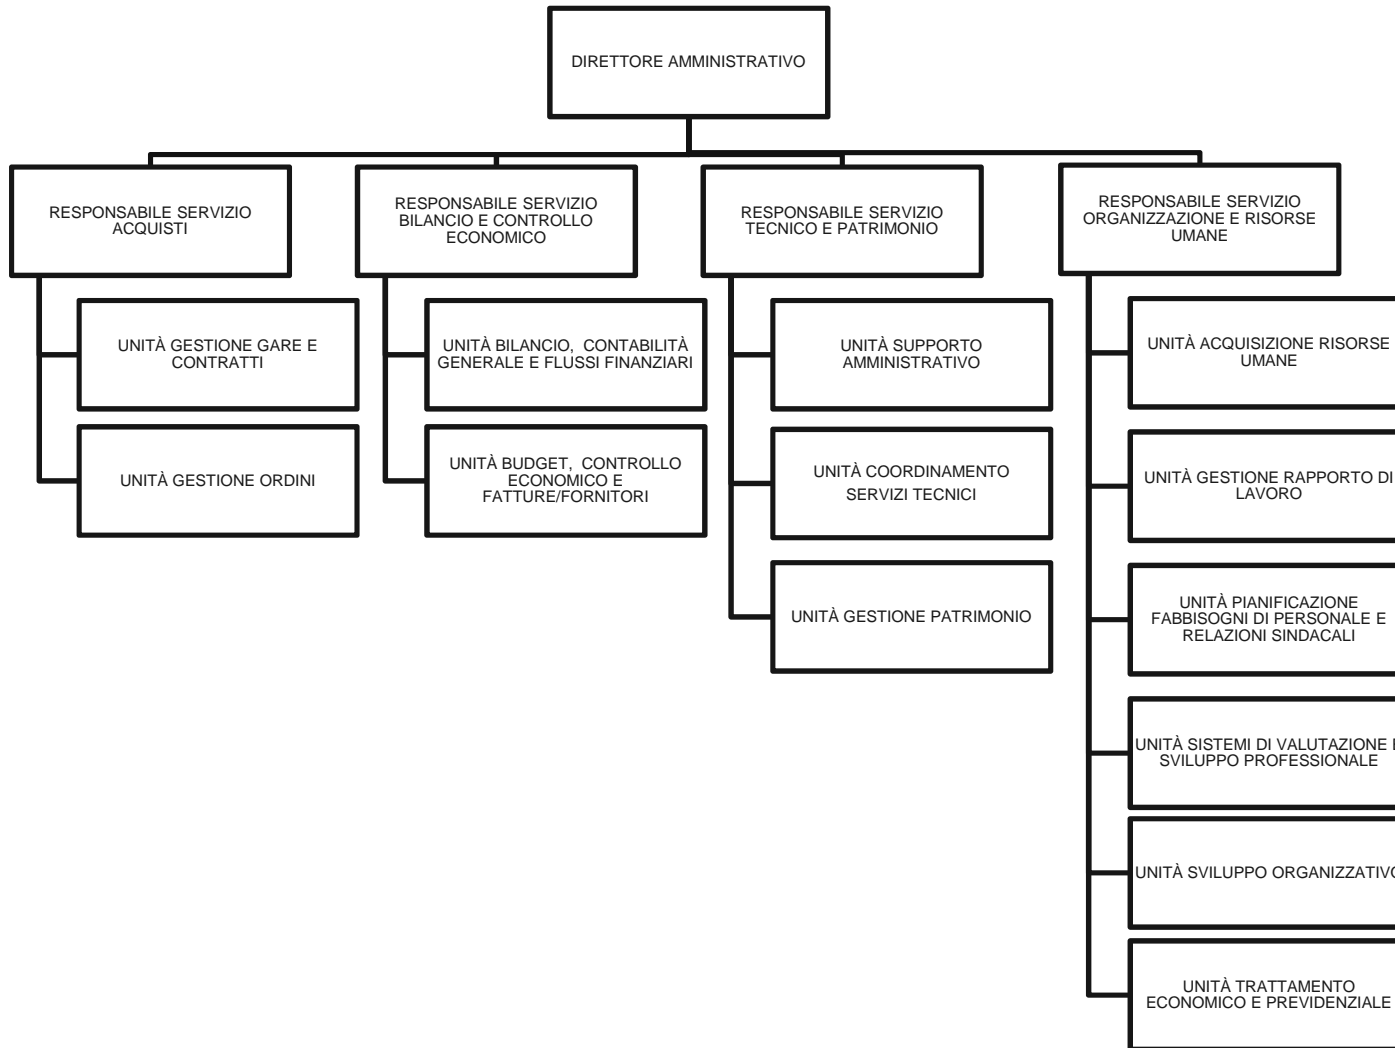 DIRETTORE AMMINISTRATIVO
RESPONSABILE SERVIZIO
ACQUISTI
RESPONSABILE SERVIZIO
BILANCIO E CONTROLLO
ECONOMICO
RESPONSABILE SERVIZIO
TECNICO E PATRIMONIO
RESPONSABILE SERVIZIO
ORGANIZZAZIONE E RISORSE
UMANE
UNITÀ GESTIONE GARE E
CONTRATTI
UNITÀ GESTIONE ORDINI
UNITÀ BILANCIO, CONTABILITÀ
GENERALE E FLUSSI FINANZIARI
UNITÀ BUDGET, CONTROLLO
ECONOMICO E
FATTURE/FORNITORI
UNITÀ SUPPORTO
AMMINISTRATIVO
UNITÀ COORDINAMENTO
SERVIZI TECNICI
UNITÀ GESTIONE PATRIMONIO
UNITÀ ACQUISIZIONE RISORSE
UMANE
UNITÀ GESTIONE RAPPORTO DI
LAVORO
UNITÀ PIANIFICAZIONE
FABBISOGNI DI PERSONALE E
RELAZIONI SINDACALI
UNITÀ SISTEMI DI VALUTAZIONE E
SVILUPPO PROFESSIONALE
UNITÀ SVILUPPO ORGANIZZATIVO
UNITÀ TRATTAMENTO
ECONOMICO E PREVIDENZIALE